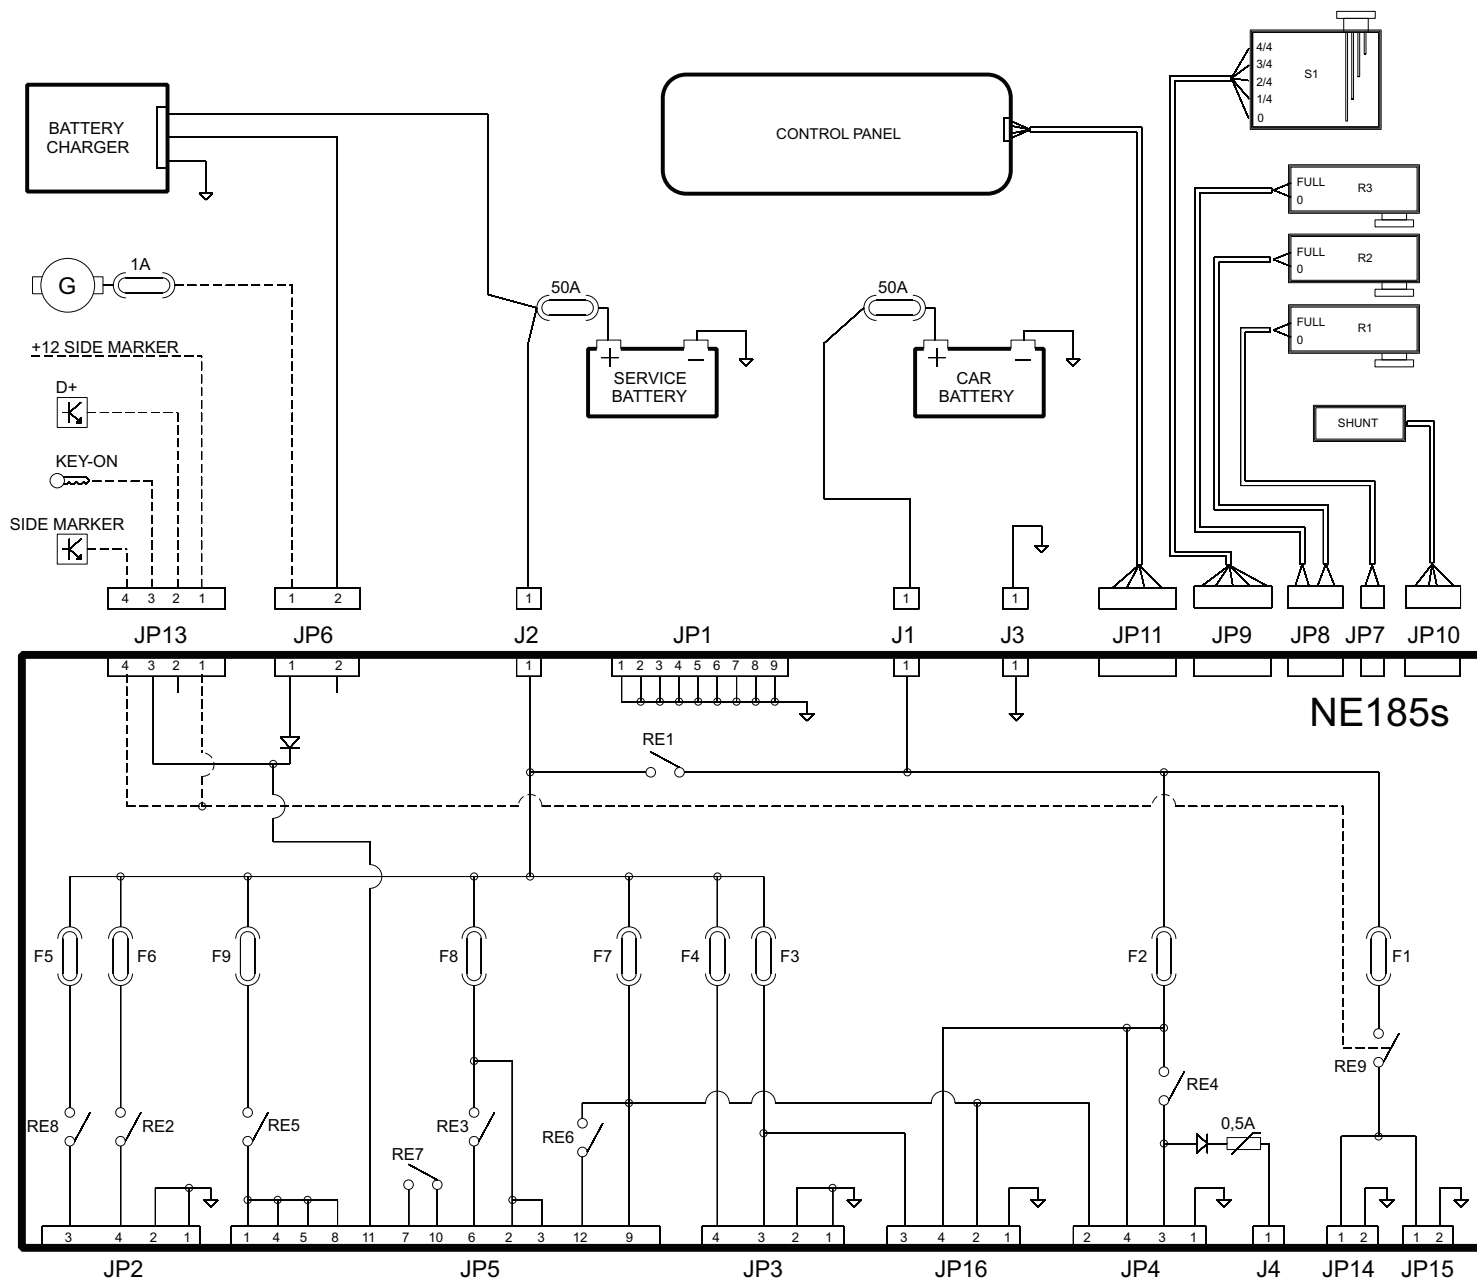 4/4
3/4
2/4
1/4
0
S1
BATTERY
CHARGER
CONTROL PANEL
FULL
0
R3
FULL
0
R2
FULL
0
R1
G
1A
50A
50A
+12 SIDE MARKER
+
–
SERVICE
BATTERY
+
–
CAR
BATTERY
D+
SHUNT
KEY-ON
SIDE MARKER
4 3 2 1
1 2
1
1
1
JP13 JP6 J2 JP1 J1 J3 JP11 JP9 JP8 JP7 JP10
4 3 2 1
1 2
1
1 2 3 4 5 6 7 8 9
1
1
NE185s
RE1
F5 F6 F9 F8 F7 F4 F3 F2 F1
RE9
RE4
RE8 RE2 RE5 RE3 RE6
0,5A
RE7
3 4 2 1
1 4 5 8 11 7 10 6 2 3 12 9
4 3 2 1
3 4 2 1
2 4 3 1
1
1 2
1 2
JP2 JP5 JP3 JP16 JP4 J4 JP14 JP15